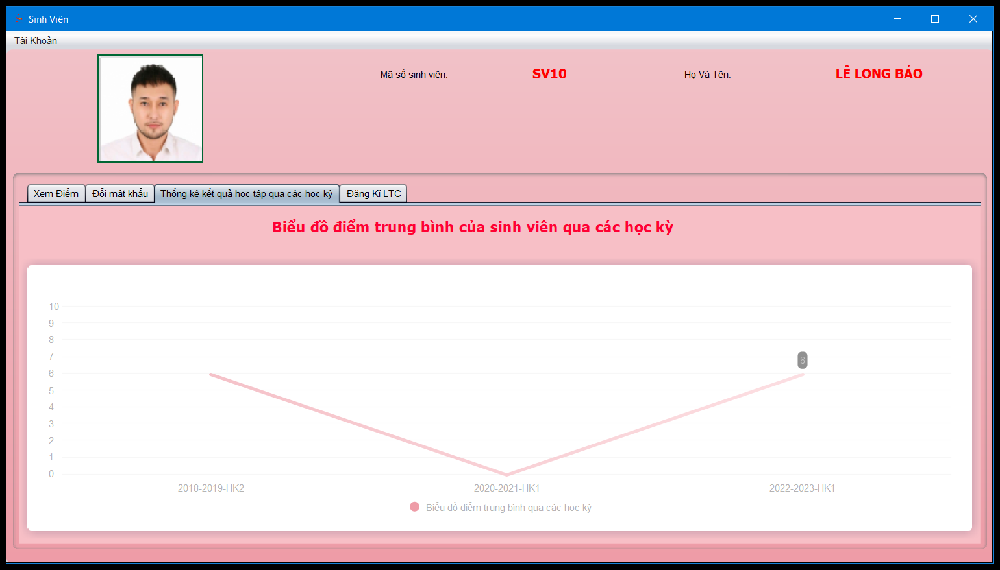 Sinh Viên
Tài Khoản
Mã số sinh viên: SV10 Họ Và Tên: LÊ LONG BÁO
Xem Điểm Đổi mật khẩu Thống kê kết quả học tập qua các học kỳ Đăng Kí LTC
Biểu đồ điểm trung bình của sinh viên qua các học kỳ
10
9
8
7
6
6
5
4
3
2
1
0
2018-2019-HK2 2020-2021-HK1 2022-2023-HK1
Biểu đồ điểm trung bình qua các học kỳ